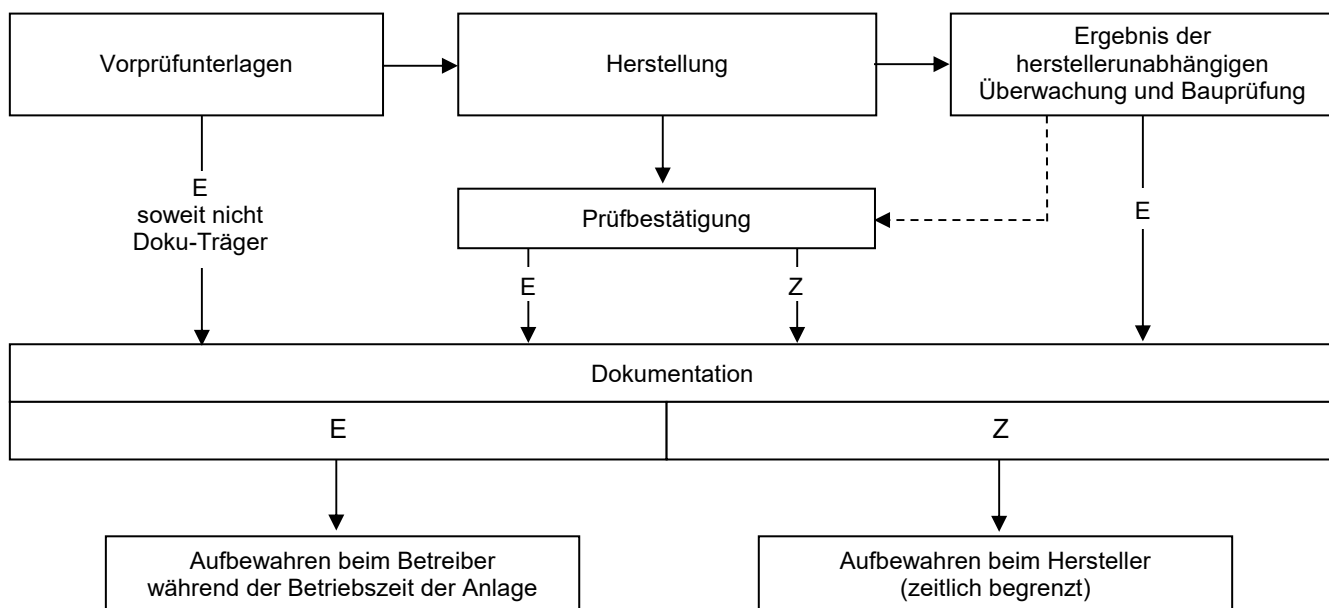 Vorprüfunterlagen
Herstellung
Ergebnis der
herstellerunabhängigen
Überwachung und Bauprüfung
E
soweit nicht
Doku-Träger
Prüfbestätigung
E
E
Z
Dokumentation
E
Z
Aufbewahren beim Betreiber
während der Betriebszeit der Anlage
Aufbewahren beim Hersteller
(zeitlich begrenzt)